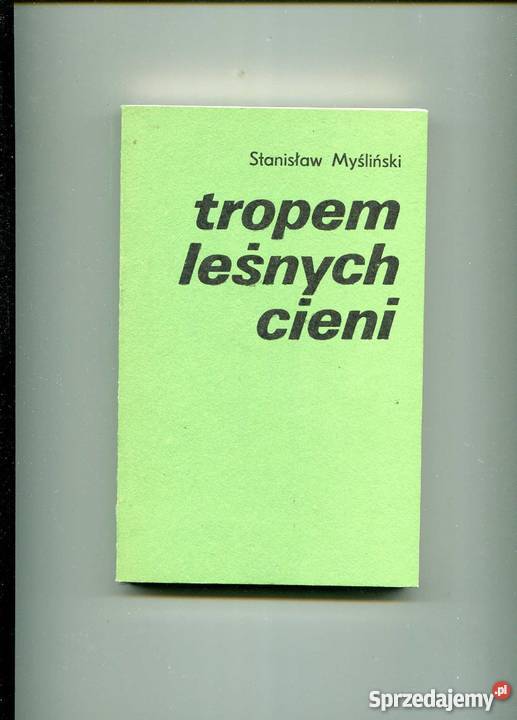 Stanisław Myśliński
tropem
leśnych
cieni
Sprzedajemy.pl